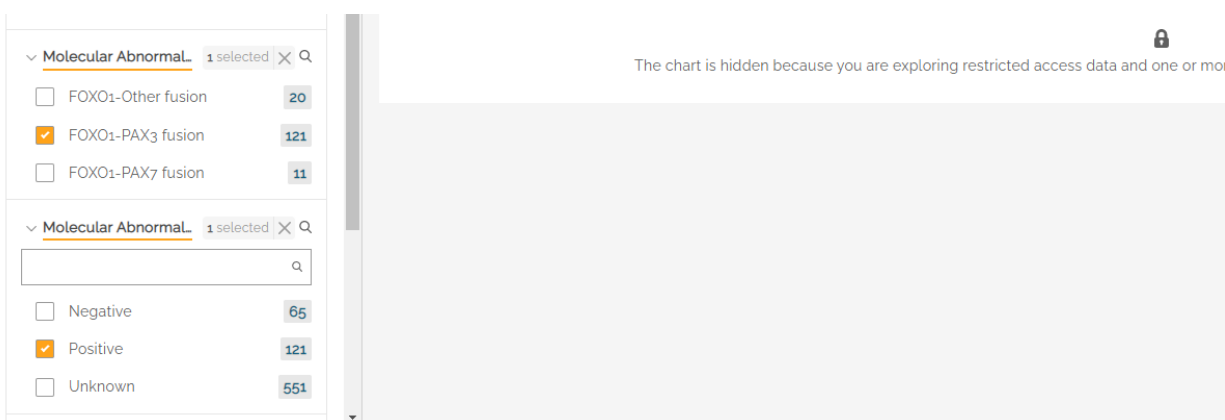 Molecular Abnormal... 1 selected
FOXO1-Other fusion 20
FOXO1-PAX3 fusion 121
FOXO1-PAX7 fusion 11
Molecular Abnormal... 1 selected
Negative 65
Positive 121
Unknown 551
The chart is hidden because you are exploring restricted access data and one or mor